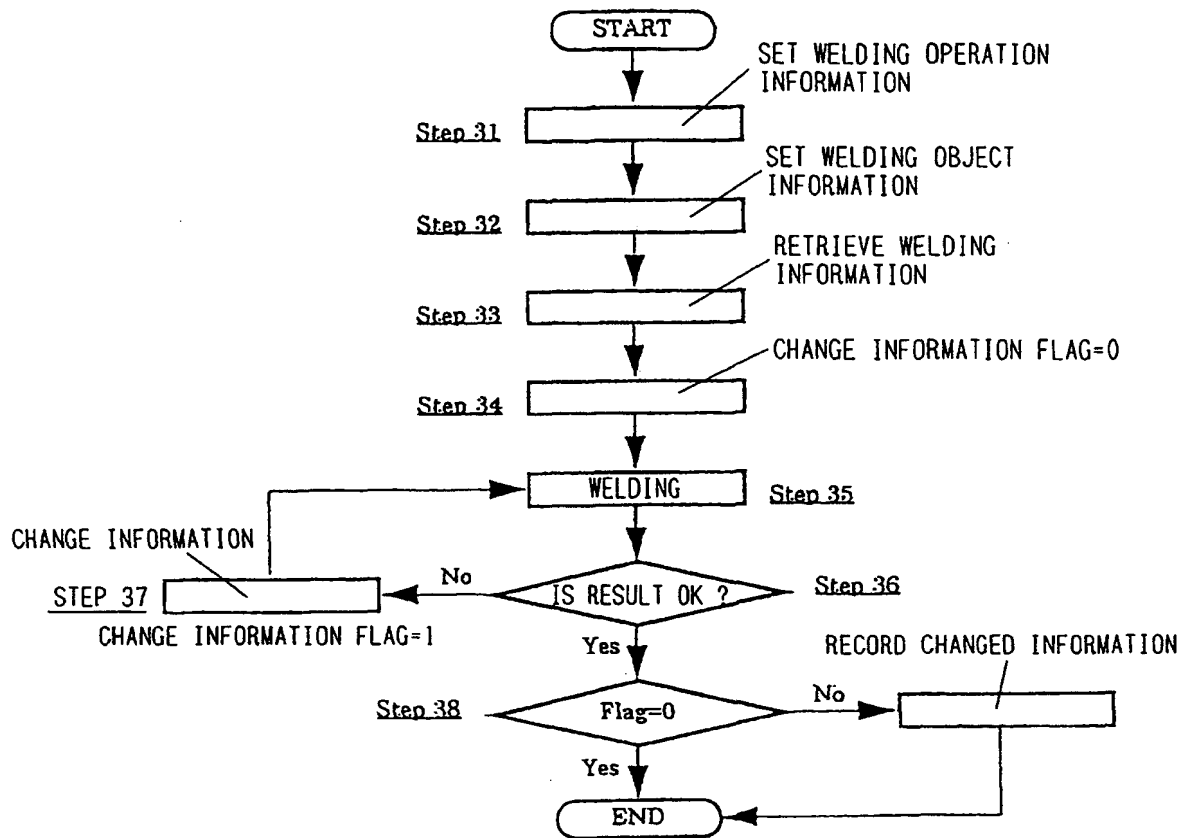 START
SET WELDING OPERATION
INFORMATION
Step 31
SET WELDING OBJECT
INFORMATION
Step 32
RETRIEVE WELDING
INFORMATION
Step 33
CHANGE INFORMATION FLAG=0
Step 34
WELDING
Step 35
CHANGE INFORMATION
STEP 37
No
IS RESULT OK ?
Step 36
CHANGE INFORMATION FLAG=1
Yes
RECORD CHANGED INFORMATION
Step 38
Flag=0
No
Yes
END